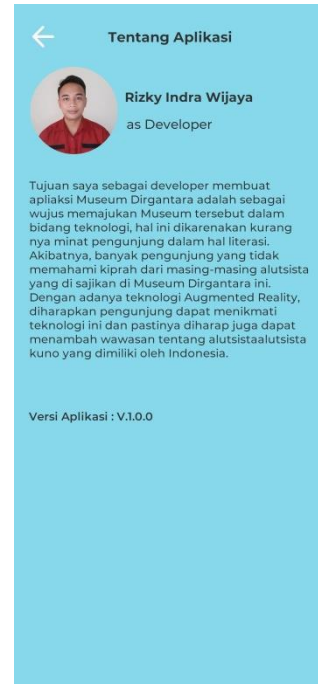 Tentang Aplikasi
Rizky Indra Wijaya
as Developer
Tujuan saya sebagai developer membuat
apliaksi Museum Dirgantara adalah sebagai
wujus memajukan Museum tersebut dalam
bidang teknologi, hal ini dikarenakan kurang
nya minat pengunjung dalam hal literasi.
Akibatnya, banyak pengunjung yang tidak
memahami kiprah dari masing-masing alutsista
yang di sajikan di Museum Dirgantara ini.
Dengan adanya teknologi Augmented Reality,
diharapkan pengunjung dapat menikmati
teknologi ini dan pastinya diharap juga dapat
menambah wawasan tentang alutsistaalutsista
kuno yang dimiliki oleh Indonesia.
Versi Aplikasi : V.1.0.0